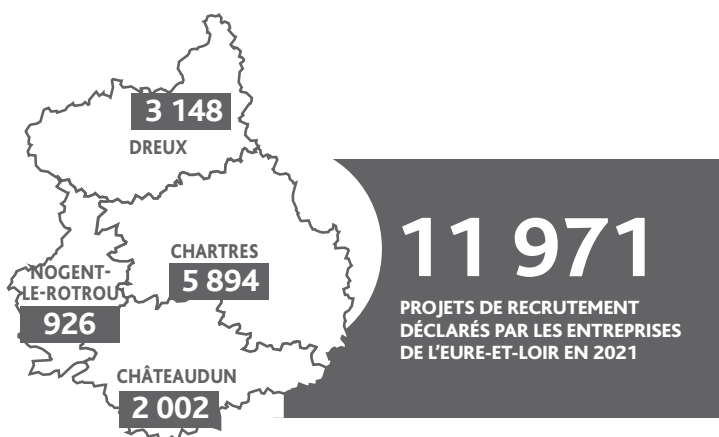 3 148
DREUX
CHARTRES
5 894
NOGENT-
LE-ROTROU
926
CHÂTEAUDUN
2 002
11 971
PROJETS DE RECRUTEMENT
DÉCLARÉS PAR LES ENTREPRISES
DE L'EURE-ET-LOIR EN 2021